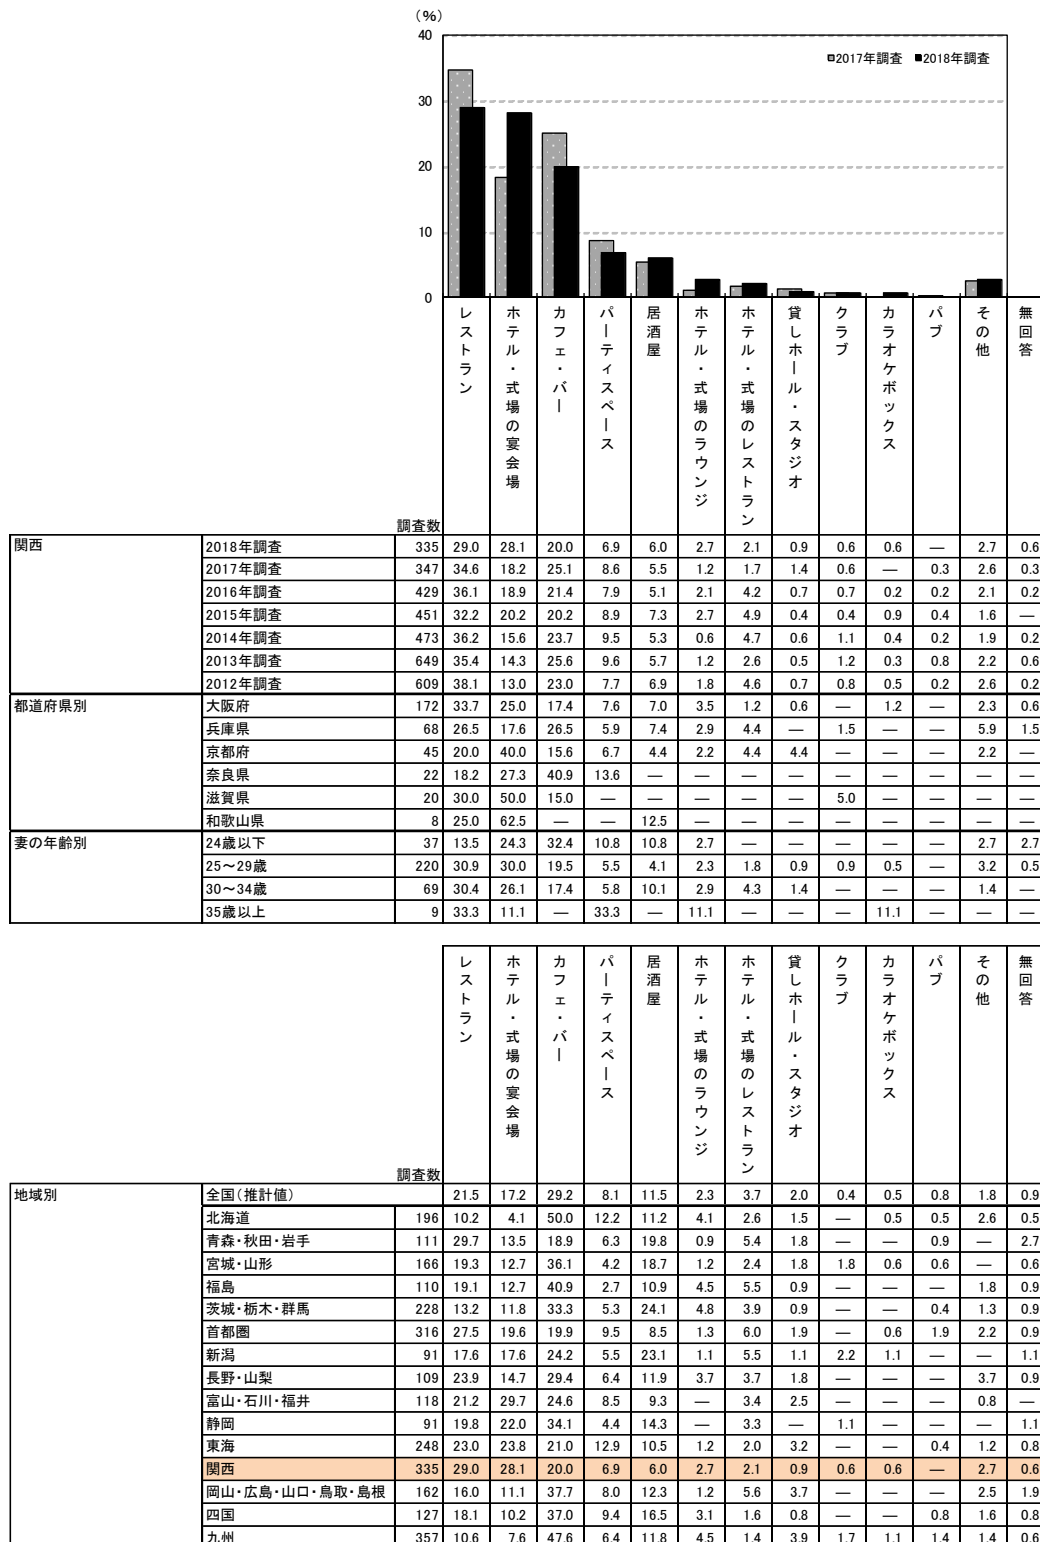 （%）
40
30
20
10
0
2017年調査 2018年調査
調査数 レストラン ホテル・式場の宴会場 カフェ・バー パーティスペース 居酒屋 ホテル・式場のラウンジ ホテル・式場のレストラン 貸しホール・スタジオ クラブ カラオケボックス パブ その他 無回答
関西 2018年調査 335 29.0 28.1 20.0 6.9 6.0 2.7 2.1 0.9 0.6 0.6 — 2.7 0.6
2017年調査 347 34.6 18.2 25.1 8.6 5.5 1.2 1.7 1.4 0.6 — 0.3 2.6 0.3
2016年調査 429 36.1 18.9 21.4 7.9 5.1 2.1 4.2 0.7 0.7 0.2 0.2 2.1 0.2
2015年調査 451 32.2 20.2 20.2 8.9 7.3 2.7 4.9 0.4 0.4 0.9 0.4 1.6 —
2014年調査 473 36.2 15.6 23.7 9.5 5.3 0.6 4.7 0.6 1.1 0.4 0.2 1.9 0.2
2013年調査 649 35.4 14.3 25.6 9.6 5.7 1.2 2.6 0.5 1.2 0.3 0.8 2.2 0.6
2012年調査 609 38.1 13.0 23.0 7.7 6.9 1.8 4.6 0.7 0.8 0.5 0.2 2.6 0.2
都道府県別 大阪府 172 33.7 25.0 17.4 7.6 7.0 3.5 1.2 0.6 — 1.2 — 2.3 0.6
兵庫県 68 26.5 17.6 26.5 5.9 7.4 2.9 4.4 — 1.5 — — 5.9 1.5
京都府 45 20.0 40.0 15.6 6.7 4.4 2.2 4.4 4.4 — — — 2.2 —
奈良県 22 18.2 27.3 40.9 13.6 — — — — — — — — —
滋賀県 20 30.0 50.0 15.0 — — — — — 5.0 — — — —
和歌山県 8 25.0 62.5 — — 12.5 — — — — — — — —
妻の年齢別 24歳以下 37 13.5 24.3 32.4 10.8 10.8 2.7 — — — — — 2.7 2.7
25～29歳 220 30.9 30.0 19.5 5.5 4.1 2.3 1.8 0.9 0.9 0.5 — 3.2 0.5
30～34歳 69 30.4 26.1 17.4 5.8 10.1 2.9 4.3 1.4 — — — 1.4 —
35歳以上 9 33.3 11.1 — 33.3 — 11.1 — — — 11.1 — — —
調査数 レストラン ホテル・式場の宴会場 カフェ・バー パーティスペース 居酒屋 ホテル・式場のラウンジ ホテル・式場のレストラン 貸しホール・スタジオ クラブ カラオケボックス パブ その他 無回答
地域別 全国（推計値） 21.5 17.2 29.2 8.1 11.5 2.3 3.7 2.0 0.4 0.5 0.8 1.8 0.9
北海道 196 10.2 4.1 50.0 12.2 11.2 4.1 2.6 1.5 — 0.5 0.5 2.6 0.5
青森・秋田・岩手 111 29.7 13.5 18.9 6.3 19.8 0.9 5.4 1.8 — — 0.9 — 2.7
宮城・山形 166 19.3 12.7 36.1 4.2 18.7 1.2 2.4 1.8 1.8 0.6 0.6 — 0.6
福島 110 19.1 12.7 40.9 2.7 10.9 4.5 5.5 0.9 — — — 1.8 0.9
茨城・栃木・群馬 228 13.2 11.8 33.3 5.3 24.1 4.8 3.9 0.9 — — 0.4 1.3 0.9
首都圏 316 27.5 19.6 19.9 9.5 8.5 1.3 6.0 1.9 — 0.6 1.9 2.2 0.9
新潟 91 17.6 17.6 24.2 5.5 23.1 1.1 5.5 1.1 2.2 1.1 — — 1.1
長野・山梨 109 23.9 14.7 29.4 6.4 11.9 3.7 3.7 1.8 — — — 3.7 0.9
富山・石川・福井 118 21.2 29.7 24.6 8.5 9.3 — 3.4 2.5 — — — 0.8 —
静岡 91 19.8 22.0 34.1 4.4 14.3 — 3.3 — 1.1 — — — 1.1
東海 248 23.0 23.8 21.0 12.9 10.5 1.2 2.0 3.2 — — 0.4 1.2 0.8
関西 335 29.0 28.1 20.0 6.9 6.0 2.7 2.1 0.9 0.6 0.6 — 2.7 0.6
岡山・広島・山口・鳥取・島根 162 16.0 11.1 37.7 8.0 12.3 1.2 5.6 3.7 — — — 2.5 1.9
四国 127 18.1 10.2 37.0 9.4 16.5 3.1 1.6 0.8 — — 0.8 1.6 0.8
九州 357 10.6 7.6 47.6 6.4 11.8 4.5 1.4 3.9 1.7 1.1 1.4 1.4 0.6